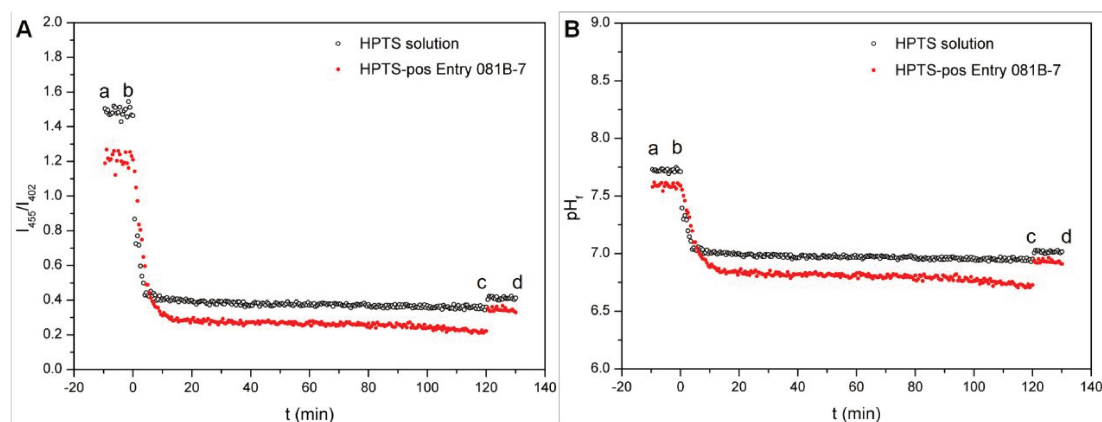 A
HPTS solution
HPTS-pos Entry 081B-7
a b
c d
I455/I402
2.0
1.8
1.6
1.4
1.2
1.0
0.8
0.6
0.4
0.2
0.0
-20 0 20 40 60 80 100 120 140
t (min)
B
HPTS solution
HPTS-pos Entry 081B-7
a b
c d
pHf
9.0
8.5
8.0
7.5
7.0
6.5
6.0
-20 0 20 40 60 80 100 120 140
t (min)